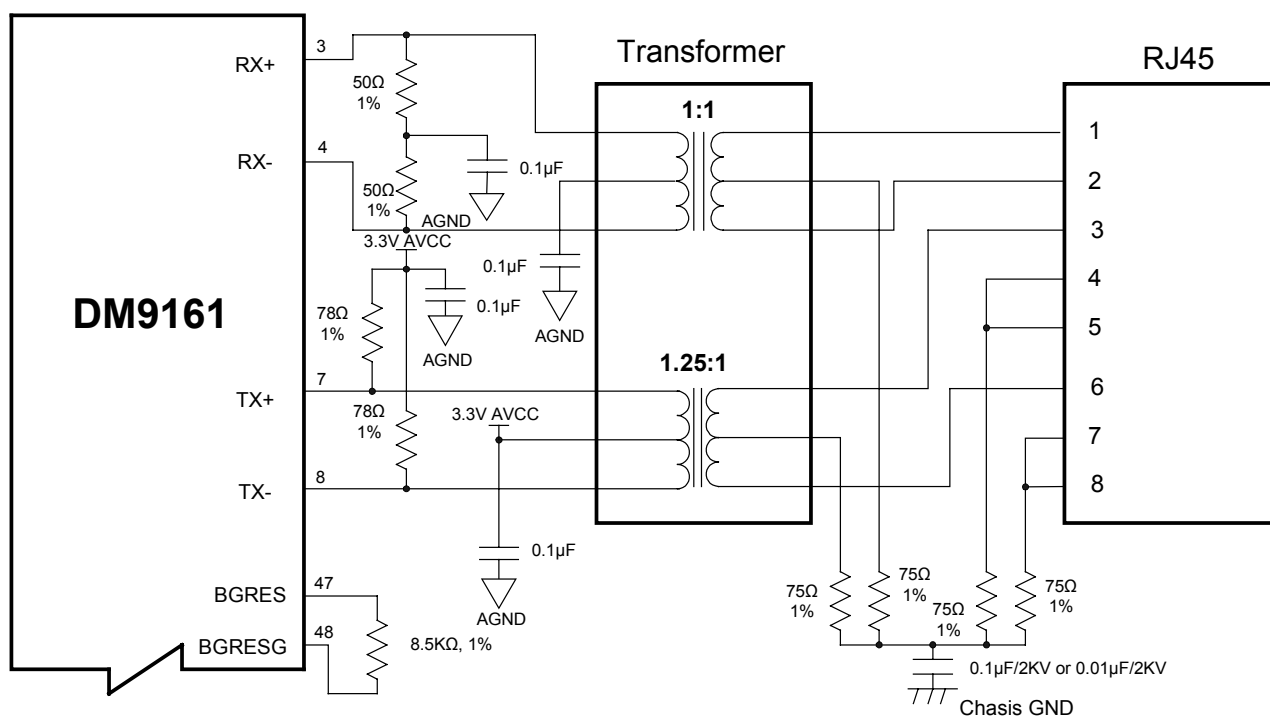 Transformer
RJ45
DM9161
RX+
3
50Ω
1%
RX-
4
50Ω
1%
0.1µF
AGND
3.3V AVCC
0.1µF
AGND
0.1µF
AGND
78Ω
1%
TX+
7
78Ω
1%
3.3V AVCC
TX-
8
0.1µF
AGND
BGRES
47
BGRESG
48
8.5KΩ, 1%
1:1
1.25:1
1
2
3
4
5
6
7
8
75Ω
1%
75Ω
1%
75Ω
1%
75Ω
1%
0.1µF/2KV or 0.01µF/2KV
Chasis GND